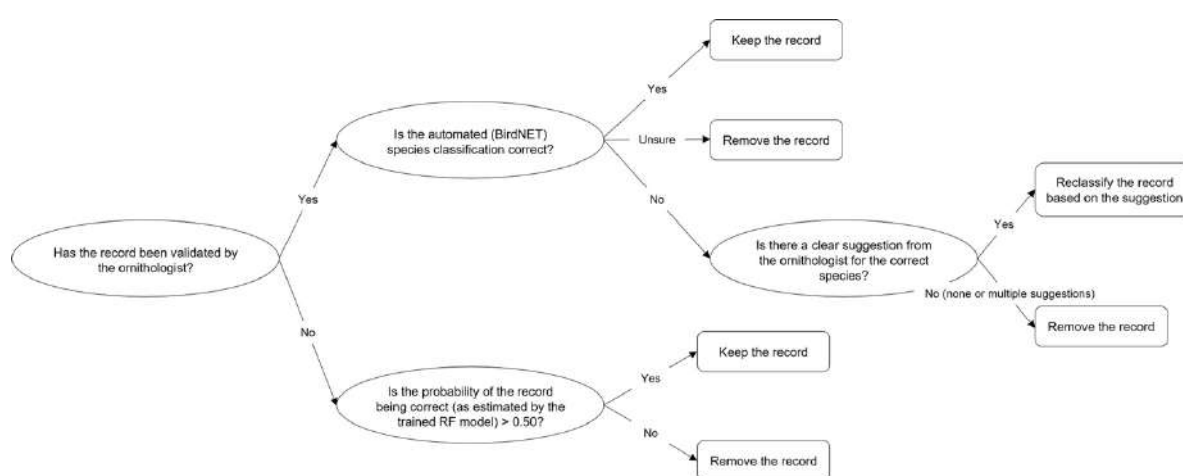 Keep the record
Yes
Is the automated (BirdNET)
species classification correct?
Unsure
Remove the record
Yes
No
Reclassify the record
based on the suggestion
Yes
Has the record been validated by
the ornithologist?
Is there a clear suggestion from
the ornithologist for the correct
species?
No (none or multiple suggestions)
Remove the record
No
Keep the record
Yes
Is the probability of the record
being correct (as estimated by the
trained RF model) > 0.50?
No
Remove the record